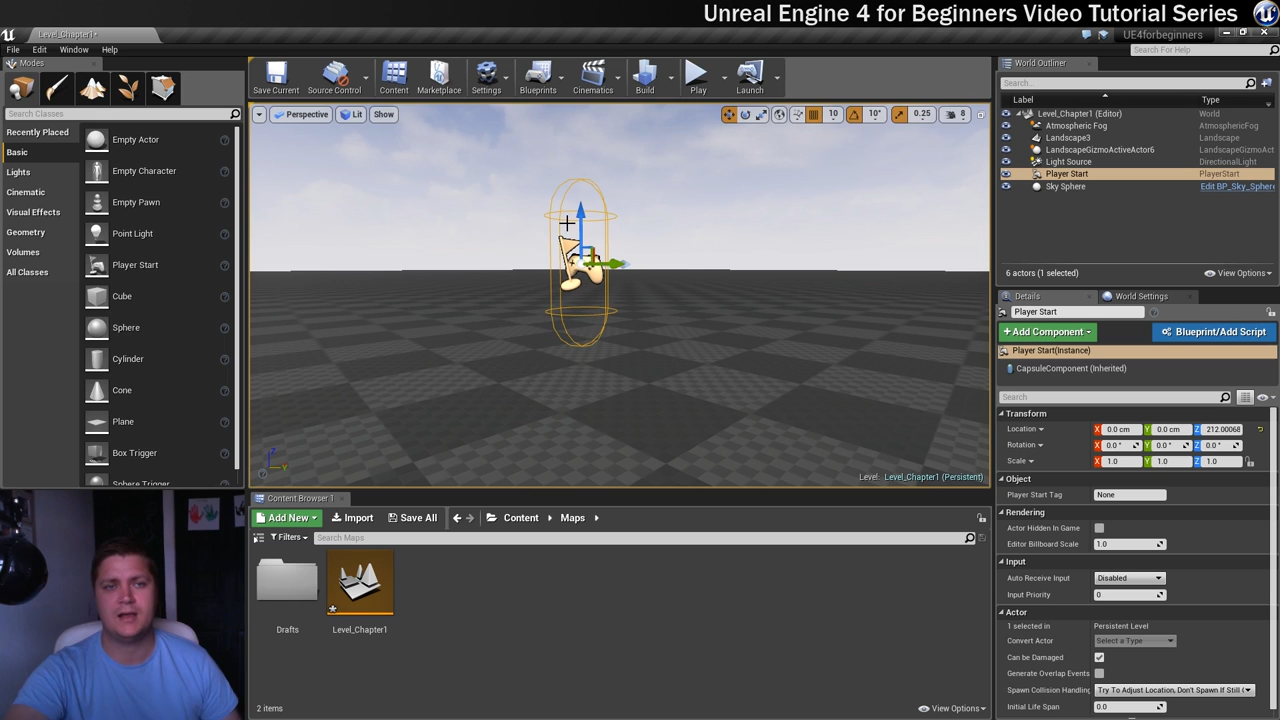 Unreal Engine 4 for Beginners Video Tutorial Series
Level_Chapter1*
UE4forbeginners
File Edit Window Help
Search For Help
Modes
Search Classes
Recently Placed
Basic
Lights
Cinematic
Visual Effects
Geometry
Volumes
All Classes
Empty Actor
Empty Character
Empty Pawn
Point Light
Player Start
Cube
Sphere
Cylinder
Cone
Plane
Box Trigger
Sphere Trigger
Save Current Source Control Content Marketplace Settings Blueprints Cinematics Build Play Launch
Perspective Lit Show
10 10° 0.25 8
Z
Y
Level: Level_Chapter1 (Persistent)
Content Browser 1
Add New Import Save All Content Maps
Filters Search Maps
Drafts
Level_Chapter1
2 items
View Options
World Outliner
Search...
Label Type
Level_Chapter1 (Editor) World
Atmospheric Fog AtmosphericFog
Landscape3 Landscape
LandscapeGizmoActiveActor6 LandscapeGizmoAct
Light Source DirectionalLight
Player Start PlayerStart
Sky Sphere Edit BP_Sky_Sphere
6 actors (1 selected) View Options
Details World Settings
Player Start
+Add Component Blueprint/Add Script
Player Start(Instance)
CapsuleComponent (Inherited)
Search
Transform
Location X 0.0 cm Y 0.0 cm Z 212.00068
Rotation X 0.0 ° Y 0.0 ° Z 0.0 °
Scale X 1.0 Y 1.0 Z 1.0
Object
Player Start Tag None
Rendering
Actor Hidden In Game
Editor Billboard Scale 1.0
Input
Auto Receive Input Disabled
Input Priority 0
Actor
1 selected in Persistent Level
Convert Actor Select a Type
Can be Damaged
Generate Overlap Events
Spawn Collision Handling Try To Adjust Location, Don't Spawn If Still
Initial Life Span 0.0